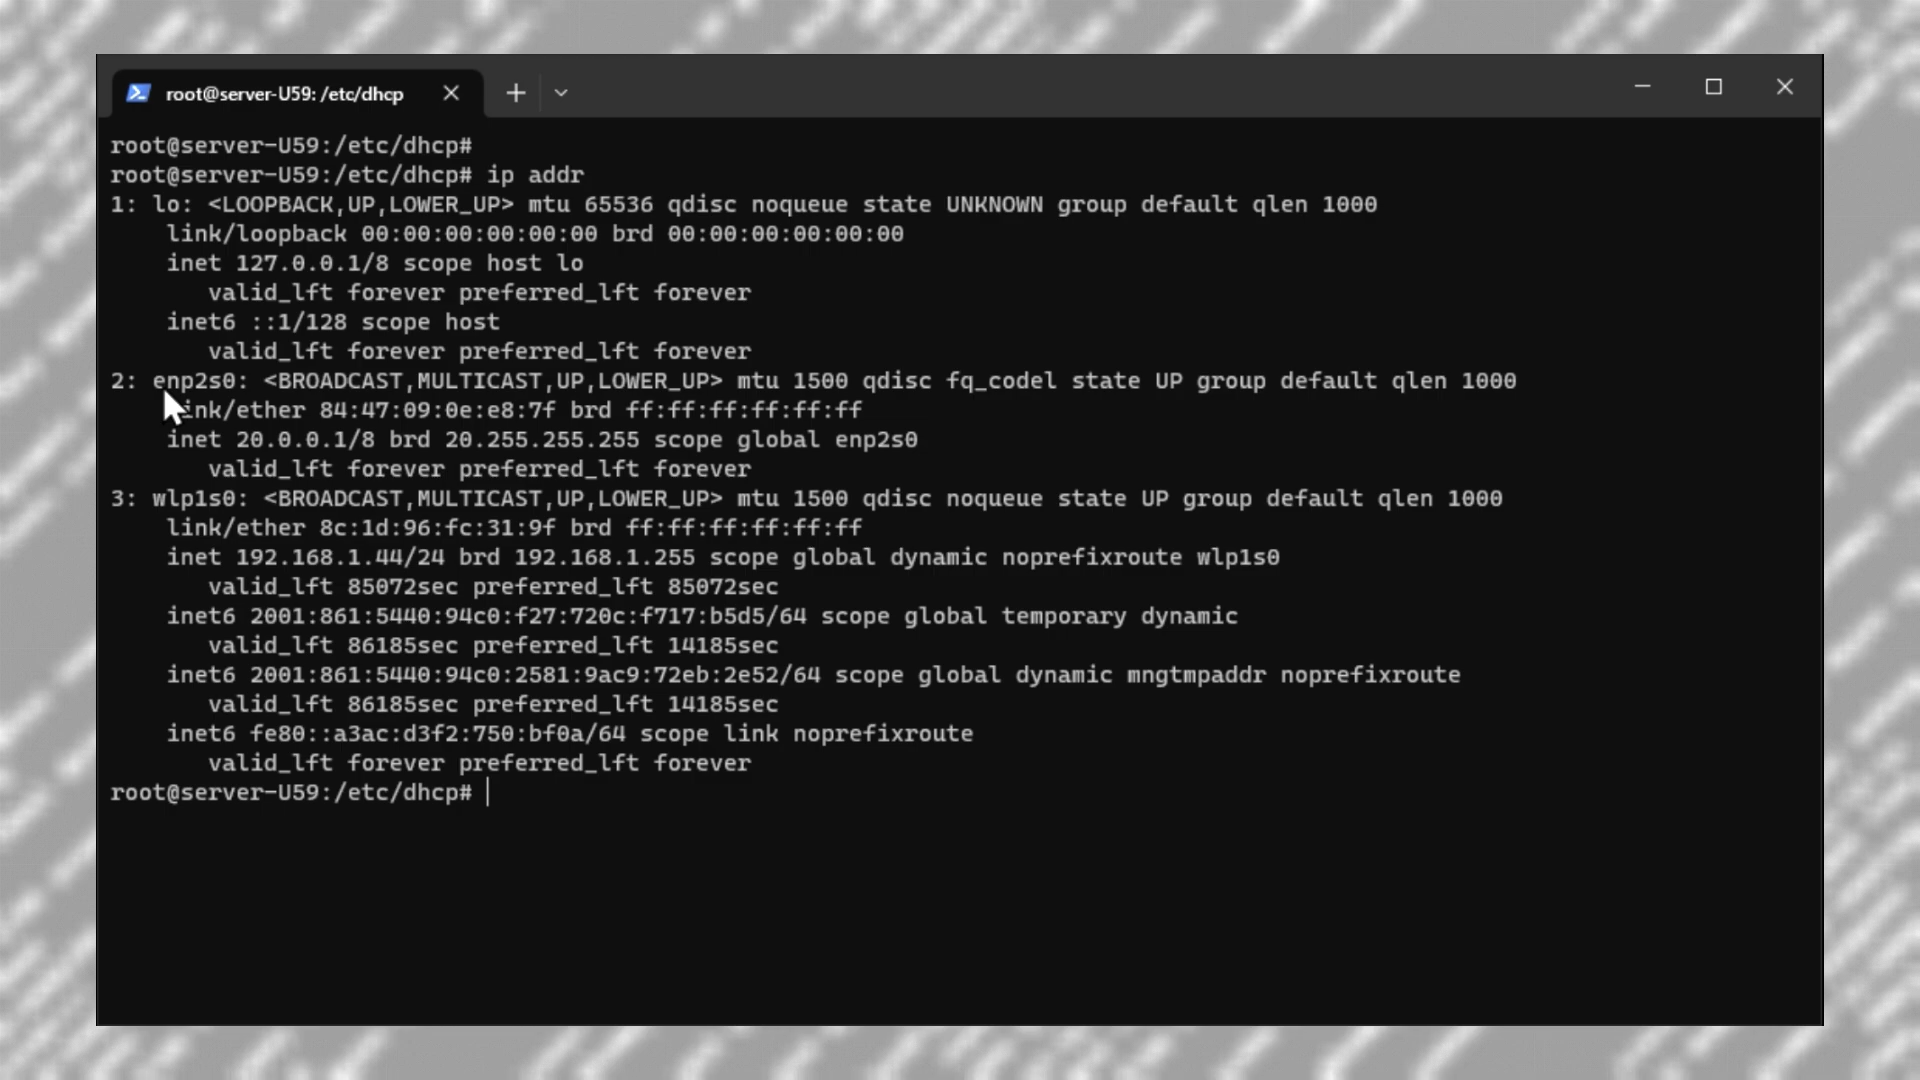 root@server-U59: /etc/dhcp
root@server-U59:/etc/dhcp#
root@server-U59:/etc/dhcp# ip addr
1: lo: <LOOPBACK,UP,LOWER_UP> mtu 65536 qdisc noqueue state UNKNOWN group default qlen 1000
    link/loopback 00:00:00:00:00:00 brd 00:00:00:00:00:00
    inet 127.0.0.1/8 scope host lo
       valid_lft forever preferred_lft forever
    inet6 ::1/128 scope host
       valid_lft forever preferred_lft forever
2: enp2s0: <BROADCAST,MULTICAST,UP,LOWER_UP> mtu 1500 qdisc fq_codel state UP group default qlen 1000
    link/ether 84:47:09:0e:e8:7f brd ff:ff:ff:ff:ff:ff
    inet 20.0.0.1/8 brd 20.255.255.255 scope global enp2s0
       valid_lft forever preferred_lft forever
3: wlp1s0: <BROADCAST,MULTICAST,UP,LOWER_UP> mtu 1500 qdisc noqueue state UP group default qlen 1000
    link/ether 8c:1d:96:fc:31:9f brd ff:ff:ff:ff:ff:ff
    inet 192.168.1.44/24 brd 192.168.1.255 scope global dynamic noprefixroute wlp1s0
       valid_lft 85072sec preferred_lft 85072sec
    inet6 2001:861:5440:94c0:f27:720c:f717:b5d5/64 scope global temporary dynamic
       valid_lft 86185sec preferred_lft 14185sec
    inet6 2001:861:5440:94c0:2581:9ac9:72eb:2e52/64 scope global dynamic mngtmpaddr noprefixroute
       valid_lft 86185sec preferred_lft 14185sec
    inet6 fe80::a3ac:d3f2:750:bf0a/64 scope link noprefixroute
       valid_lft forever preferred_lft forever
root@server-U59:/etc/dhcp#